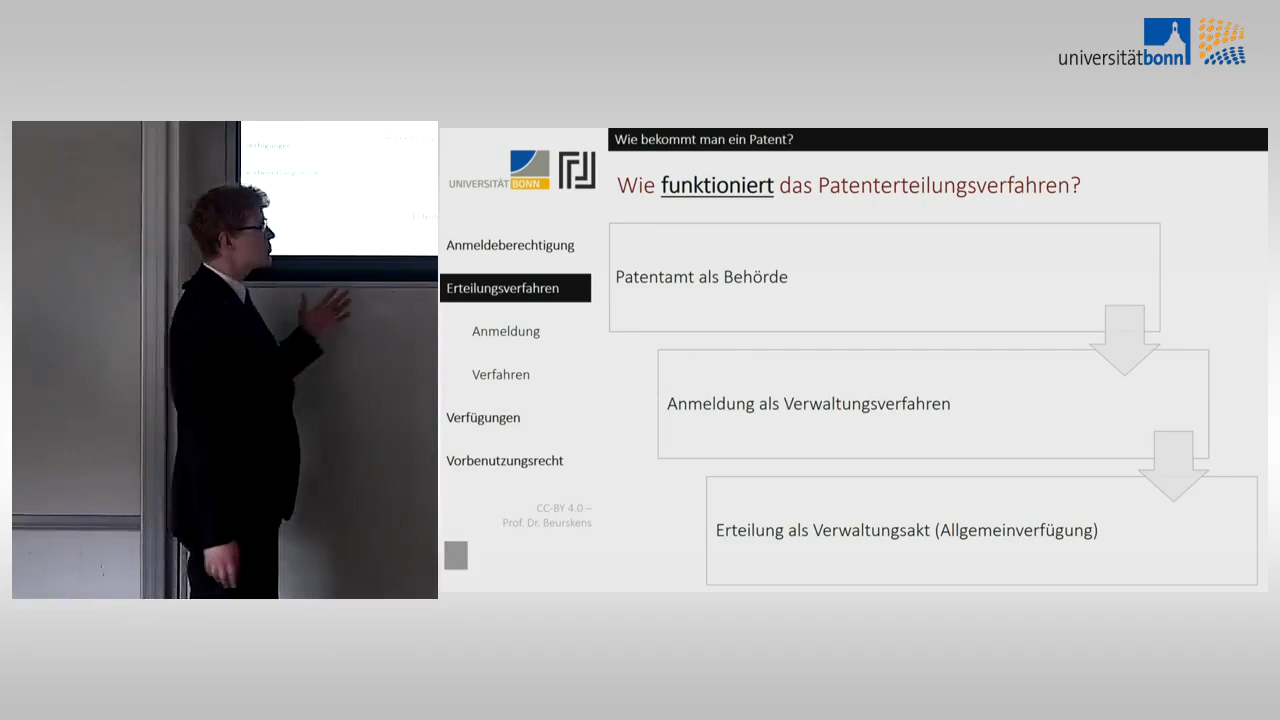 universitätbonn
Wie bekommt man ein Patent?
UNIVERSITÄT BONN
Wie funktioniert das Patenterteilungsverfahren?
Anmeldeberechtigung
Erteilungsverfahren
Anmeldung
Verfahren
Verfügungen
Vorbenutzungsrecht
CC-BY 4.0 –
Prof. Dr. Beurskens
Patentamt als Behörde
Anmeldung als Verwaltungsverfahren
Erteilung als Verwaltungsakt (Allgemeinverfügung)